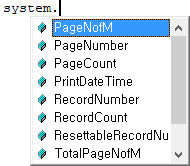 system.
PageNofM
PageNumber
PageCount
PrintDateTime
RecordNumber
RecordCount
ResettableRecordNu
TotalPageNofM